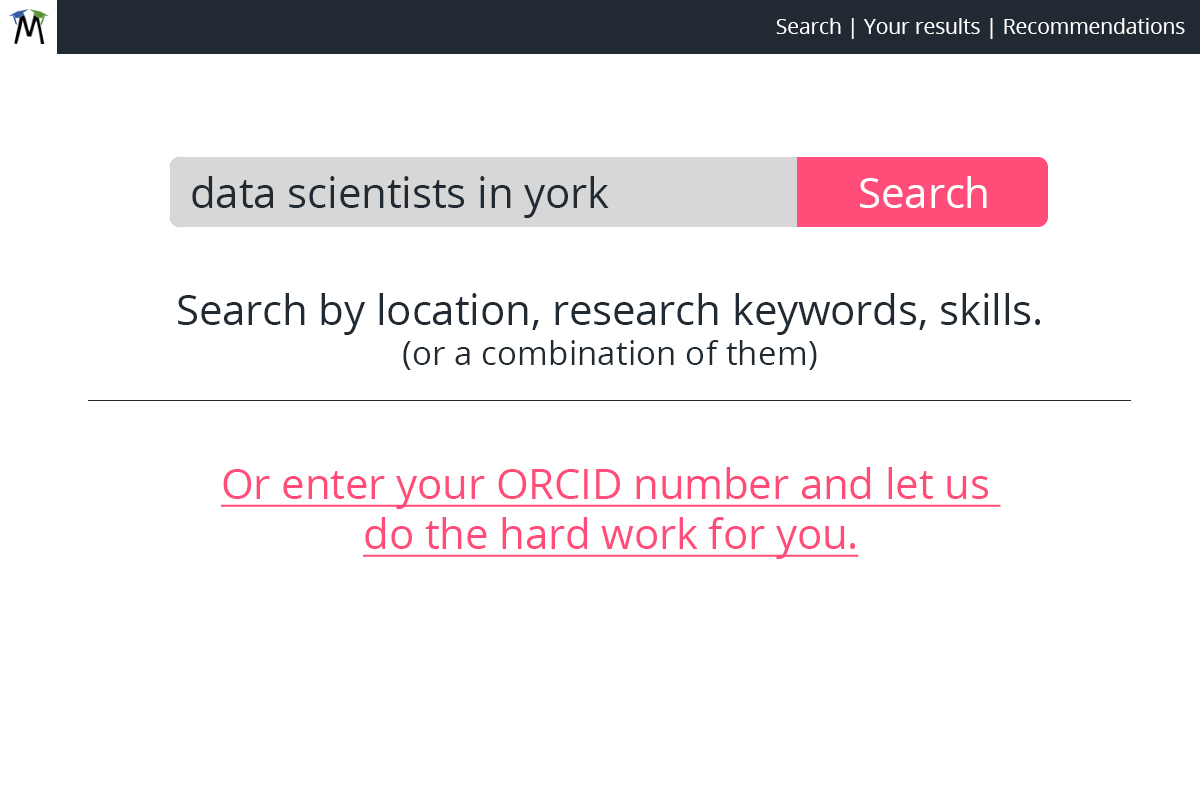 M
Search | Your results | Recommendations
data scientists in york
Search
Search by location, research keywords, skills.
(or a combination of them)
Or enter your ORCID number and let us
do the hard work for you.